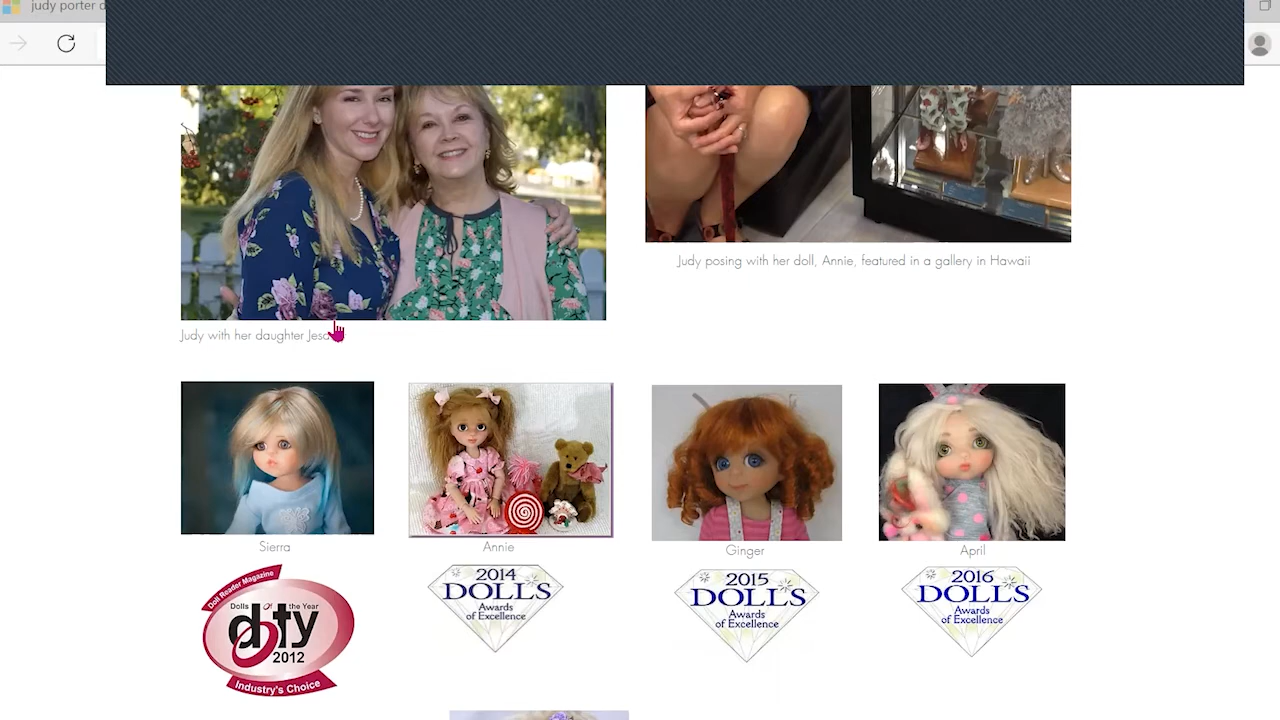 judy porter d
Judy posing with her doll, Annie, featured in a gallery in Hawaii
Judy with her daughter
Sierra
Annie
Ginger
April
Doll Reader Magazine
Dolls of the Year
doty
2012
Industry's Choice
2014
DOLLS
Awards
of Excellence
2015
DOLLS
Awards
of Excellence
2016
DOLLS
Awards
of Excellence